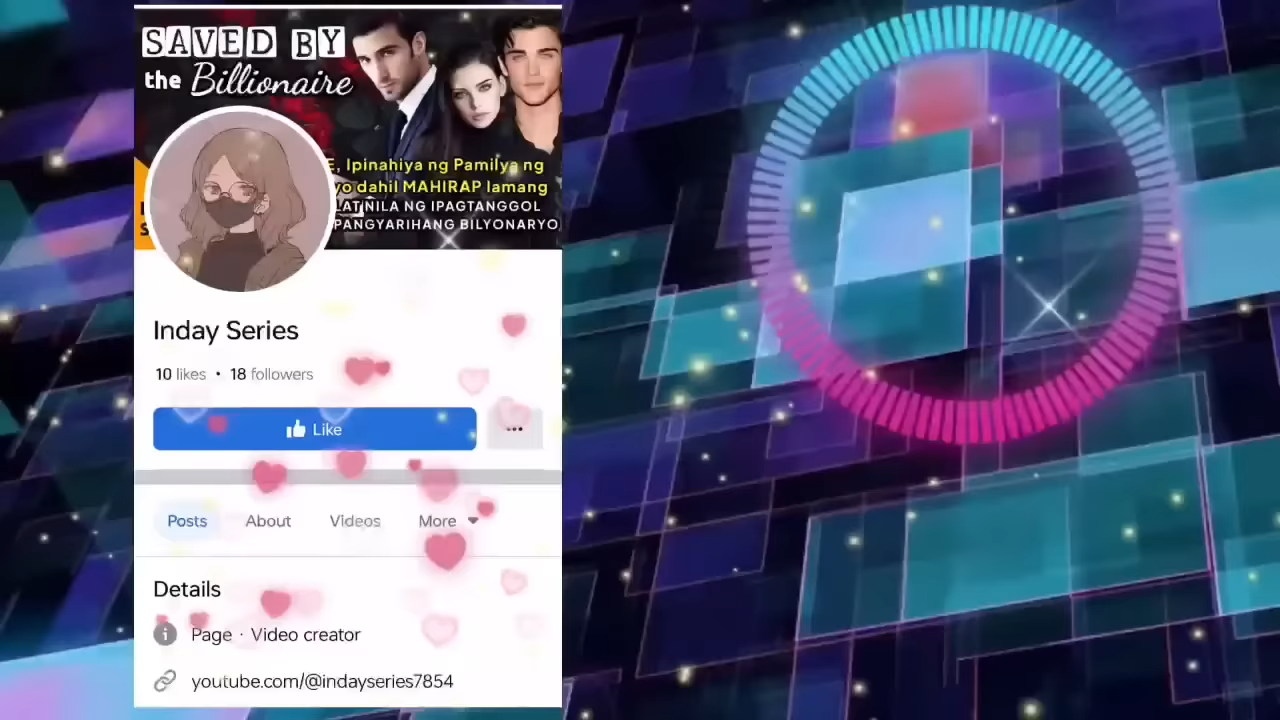 SAVED BY
the Billionaire
E, Ipinahiya ng Pamilya ng
yo dahil MAHIRAP lamang
LAT NILA NG IPAGTANGGOL
PANGYARIHANG BILYONARYO
Inday Series
10 likes • 18 followers
Like
Posts About Videos More
Details
Page · Video creator
youtube.com/@indayseries7854